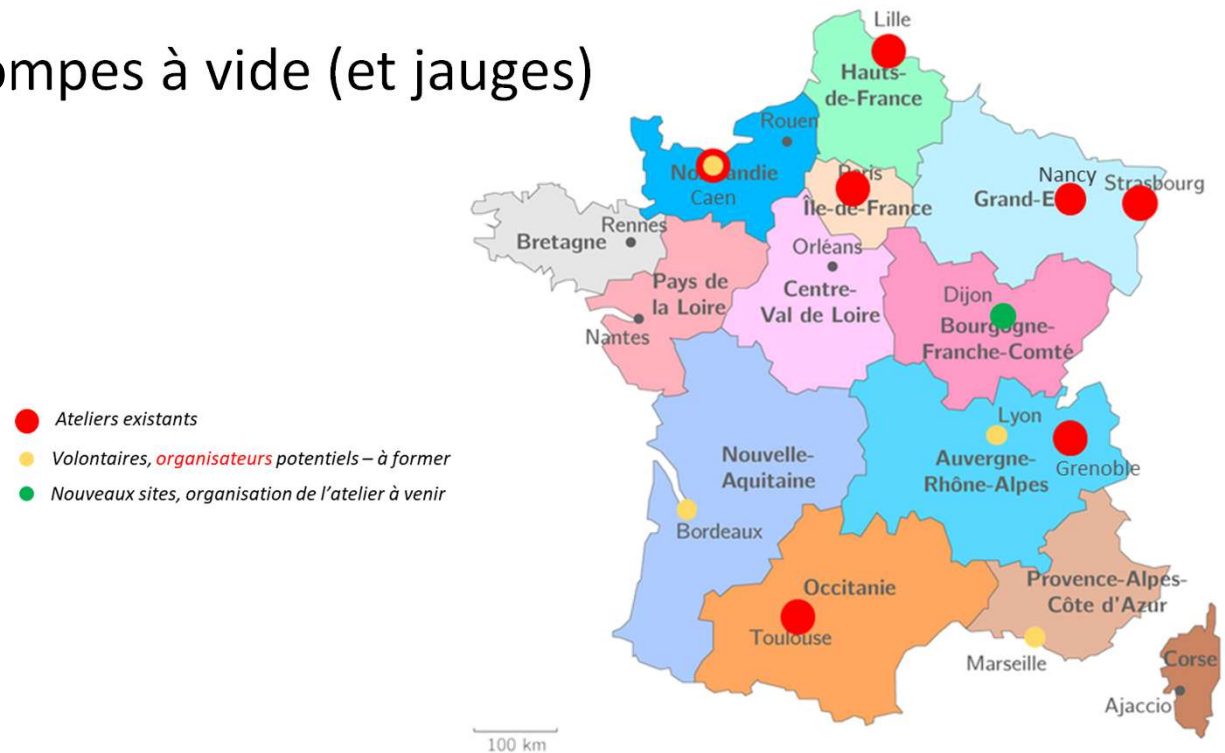 ompes à vide (et jauges)
Lille
Hauts-
de-France
Rouen
Normandie
Caen
Paris
Île-de-France
Nancy
Strasbourg
Grand-E
Rennes
Bretagne
Orléans
Pays de
la Loire
Centre-
Val de Loire
Nantes
Dijon
Bourgogne-
Franche-Comté
Ateliers existants
Volontaires, organisateurs potentiels – à former
Nouveaux sites, organisation de l'atelier à venir
Lyon
Nouvelle-
Aquitaine
Auvergne-
Rhône-Alpes
Grenoble
Bordeaux
Occitanie
Toulouse
Provence-Alpes-
Côte d'Azur
Marseille
Corse
Ajaccio
100 km